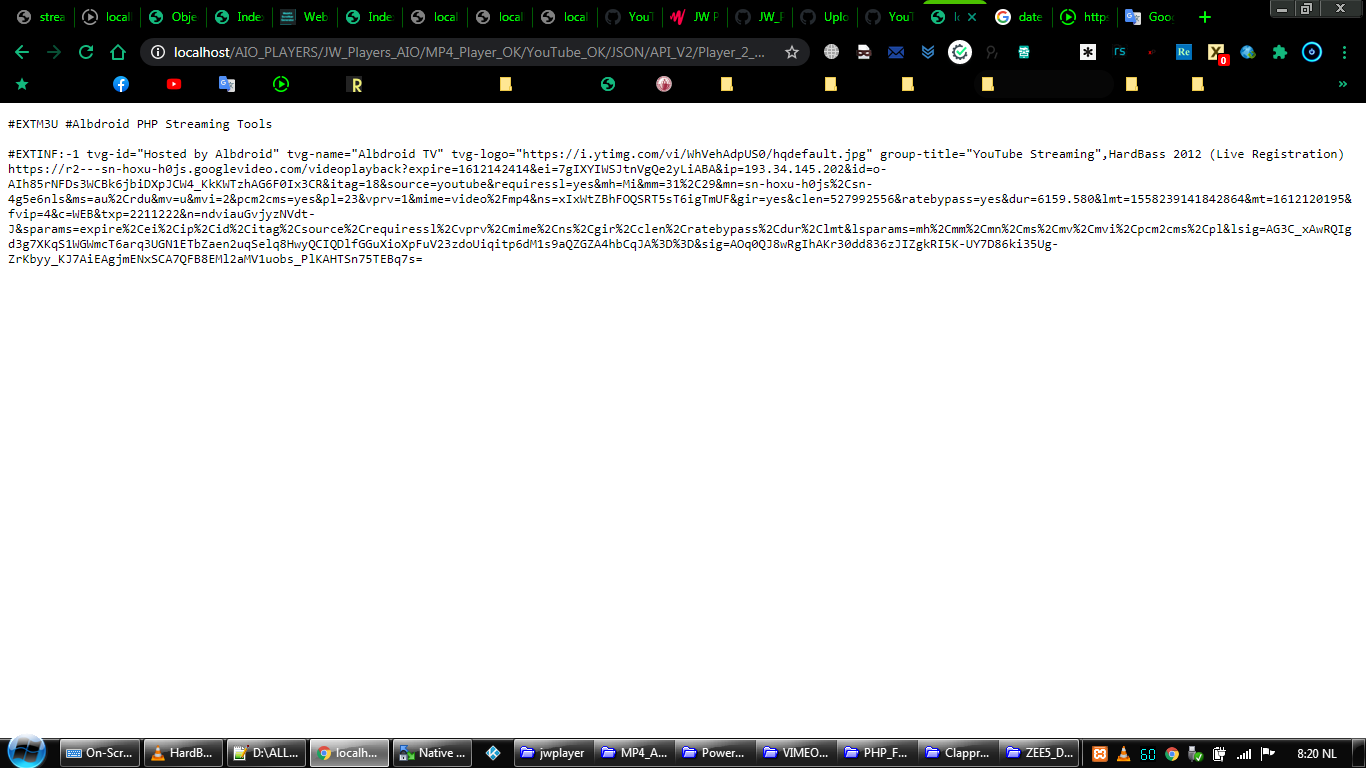 strea
local
Obje
Index
Web
Index
local
local
local
YouT
JW P
JW_F
Uplo
YouT
lo
date
https
Goo
localhost/AIO_PLAYERS/JW_Players_AIO/MP4_Player_OK/YouTube_OK/JSON/API_V2/Player_2_...
#EXTM3U #Albdroid PHP Streaming Tools
#EXTINF:-1 tvg-id="Hosted by Albdroid" tvg-name="Albdroid TV" tvg-logo="https://i.ytimg.com/vi/WhVehAdpUS0/hqdefault.jpg" group-title="YouTube Streaming",HardBass 2012 (Live Registration)
https://r2---sn-hoxu-h0js.googlevideo.com/videoplayback?expire=1612142414&ei=7gIXYIWSJtnVgQe2yLiABA&ip=193.34.145.202&id=o-
AIh85rNFDs3WCBk6jbiDXpJCW4_KkKWTzhAG6F0Ix3CR&itag=18&source=youtube&requiressl=yes&mh=Mi&mm=31%2C29&mn=sn-hoxu-h0js%2Csn-
4g5e6nls&ms=au%2Crdu&mv=u&mvi=2&pcm2cms=yes&pl=23&vprv=1&mime=video%2Fmp4&ns=xIxWtZBhFOQSRT5sT6igTmUF&gir=yes&clen=527992556&ratebypass=yes&dur=6159.580&lmt=1558239141842864&mt=1612120195&
fvip=4&c=WEB&txp=2211222&n=ndviauGvjyzNVdt-
J&sparams=expire%2Cei%2Cip%2Cid%2Citag%2Csource%2Crequiressl%2Cvprv%2Cmime%2Cns%2Cgir%2Cclen%2Cratebypass%2Cdur%2Clmt&lsparams=mh%2Cmm%2Cmn%2Cms%2Cmv%2Cmvi%2Cpcm2cms%2Cpl&lsig=AG3C_xAwRQIg
d3g7XKqS1WGWmcT6arq3UGN1ETbZaen2uqSelq8HwyQCIQDlfGGuXioXpFuV23zdoUiqitp6dM1s9aQZGZA4hbCqJA%3D%3D&sig=AOq0QJ8wRgIhAKr30dd836zJIZgkRI5K-UY7D86ki35Ug-
ZrKbyy_KJ7AiEAgjmENxSCA7QFB8EMl2aMV1uobs_PlKAHTSn75TEBq7s=
On-Scr...
HardB...
D:\ALL...
localh...
Native ...
jwplayer
MP4_A...
Power...
VIMEO...
PHP_F...
Clappr...
ZEE5_D...
60
8:20 NL